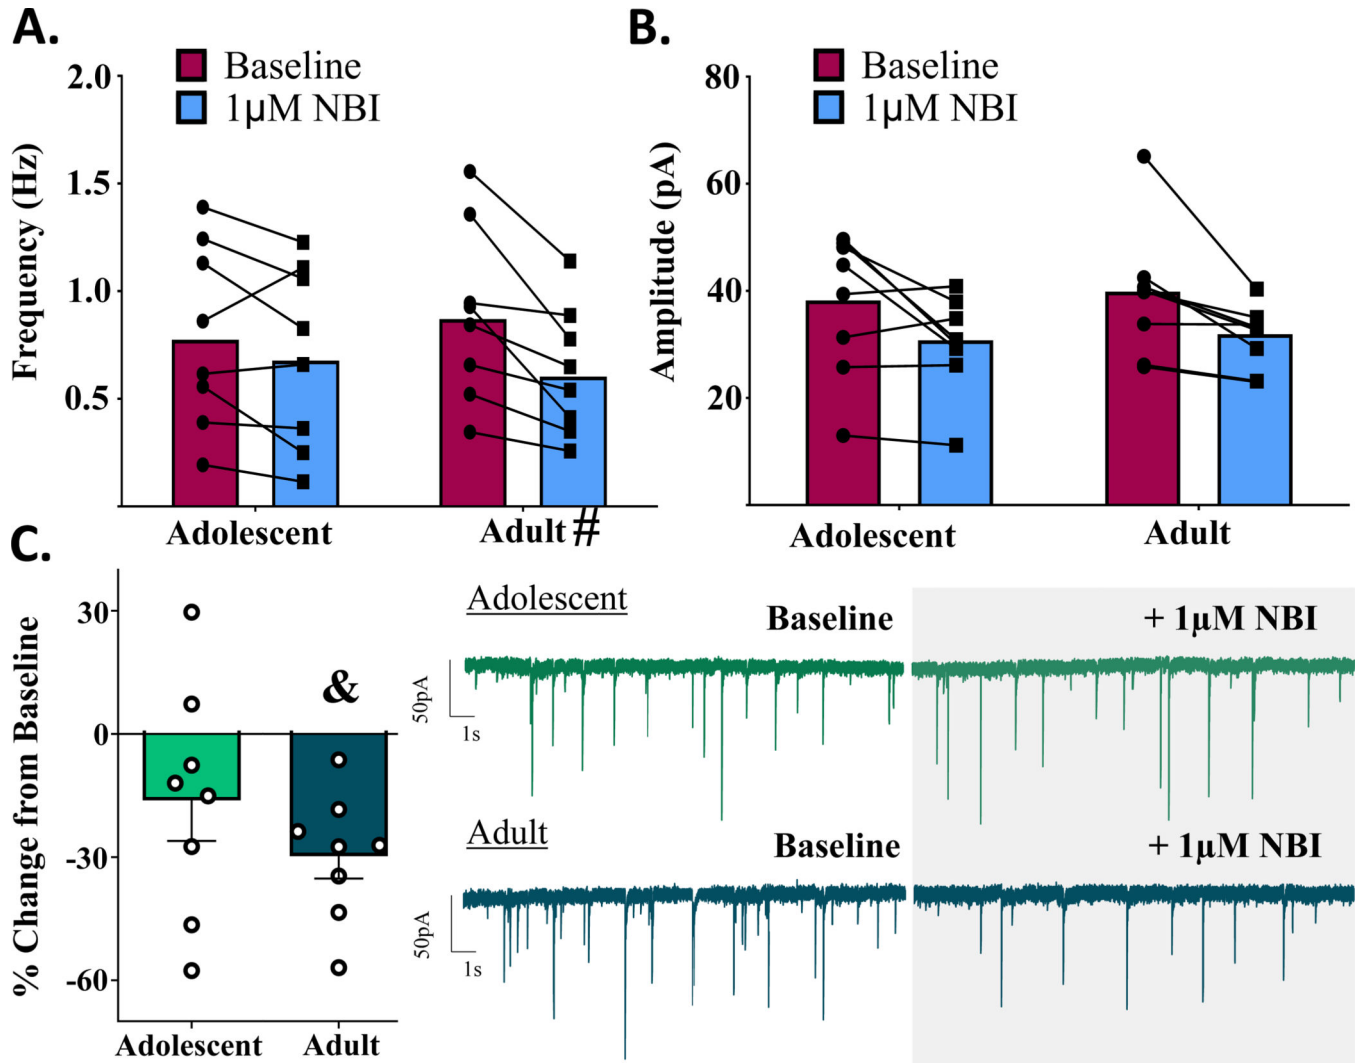 A.
Baseline
1µM NBI
Frequency (Hz)
2.0
1.5
1.0
0.5
Adolescent
Adult #
B.
Baseline
1µM NBI
Amplitude (pA)
80
60
40
20
Adolescent
Adult
C.
% Change from Baseline
30
0
-30
-60
&
Adolescent
Adult
Adolescent
Baseline
+ 1µM NBI
50pA
1s
Adult
Baseline
+ 1µM NBI
50pA
1s